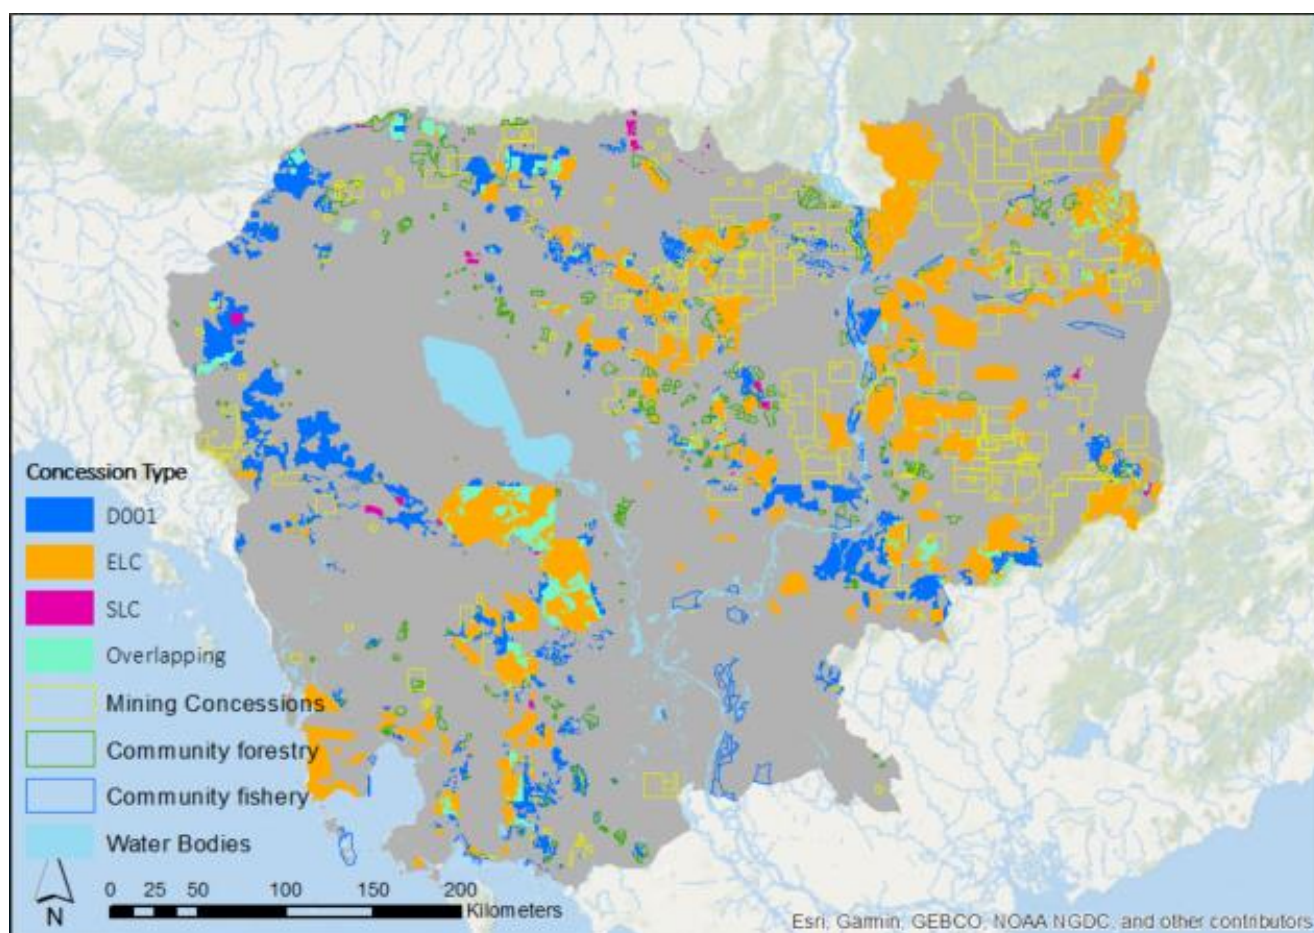 Concession Type
D001
ELC
SLC
Overlapping
Mining Concessions
Community forestry
Community fishery
Water Bodies
N
0 25 50 100 150 200
Kilometers
Esri, Garmin, GEBCO, NOAA NGDC, and other contributors